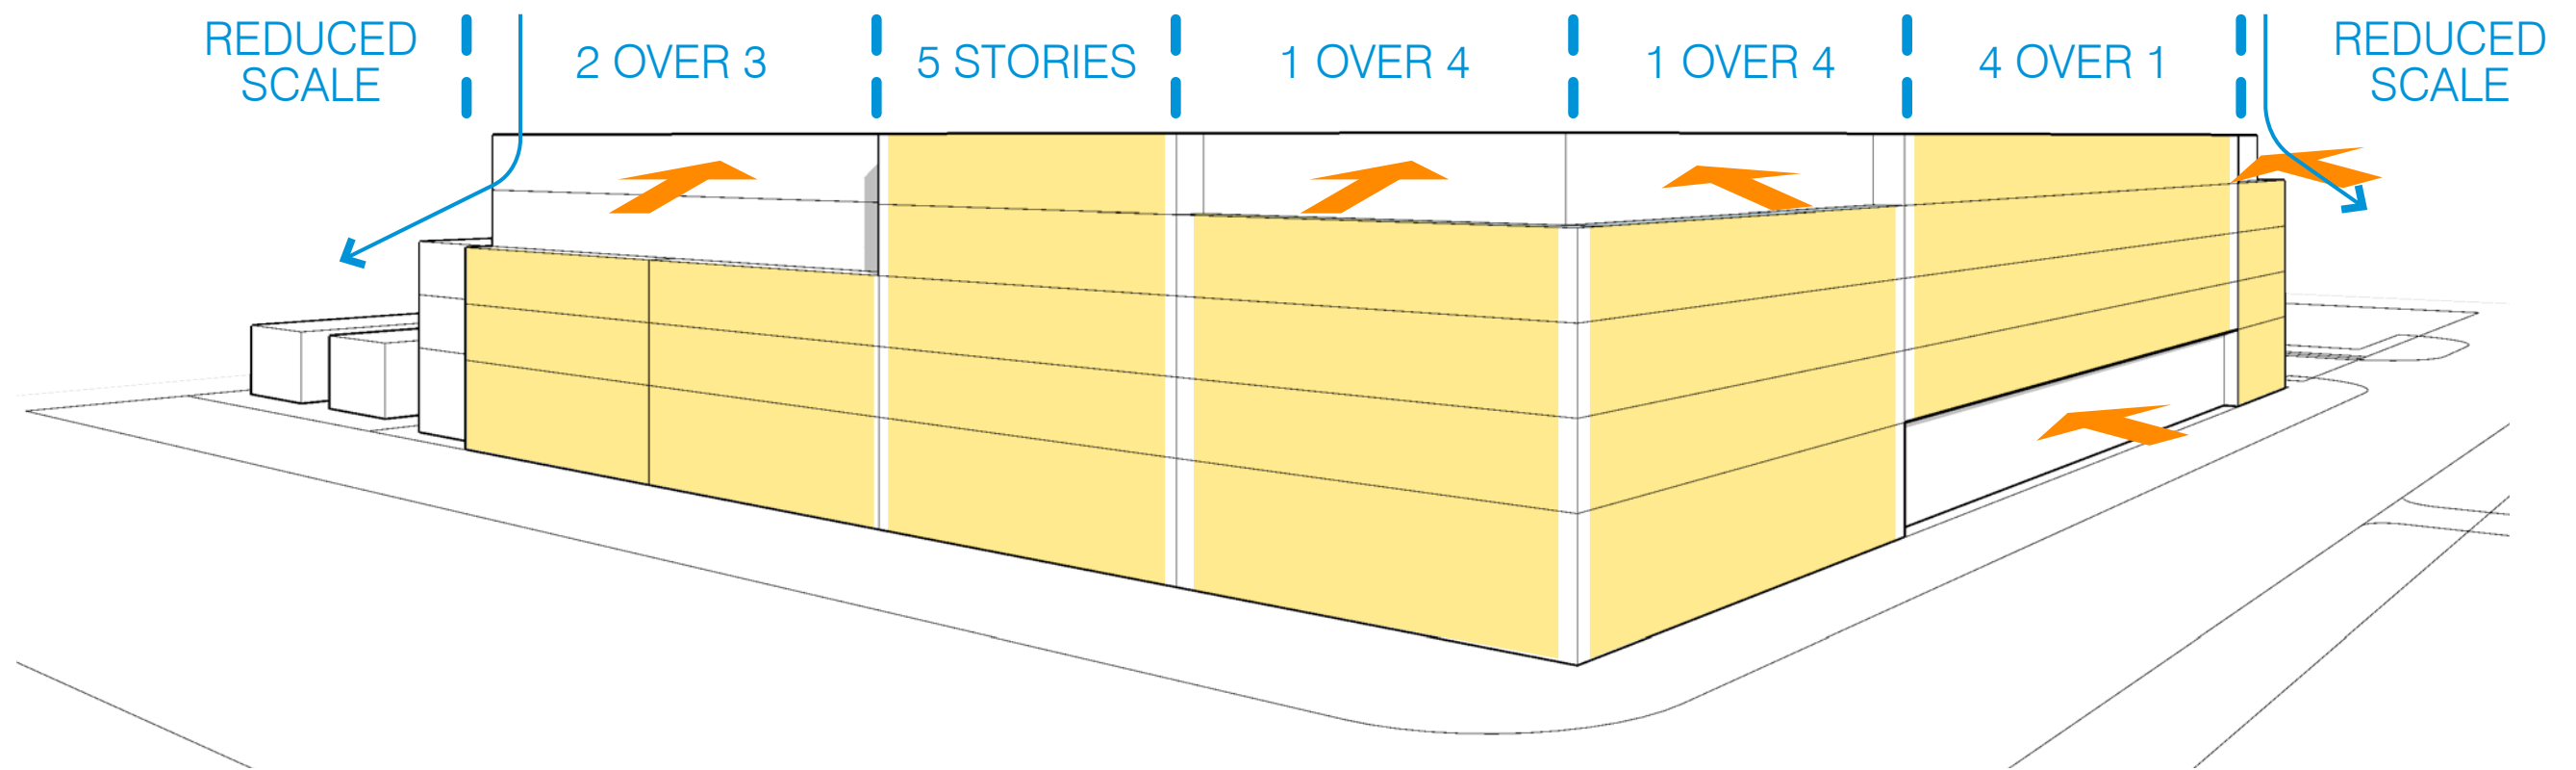 REDUCED
SCALE
2 OVER 3
5 STORIES
1 OVER 4
1 OVER 4
4 OVER 1
REDUCED
SCALE